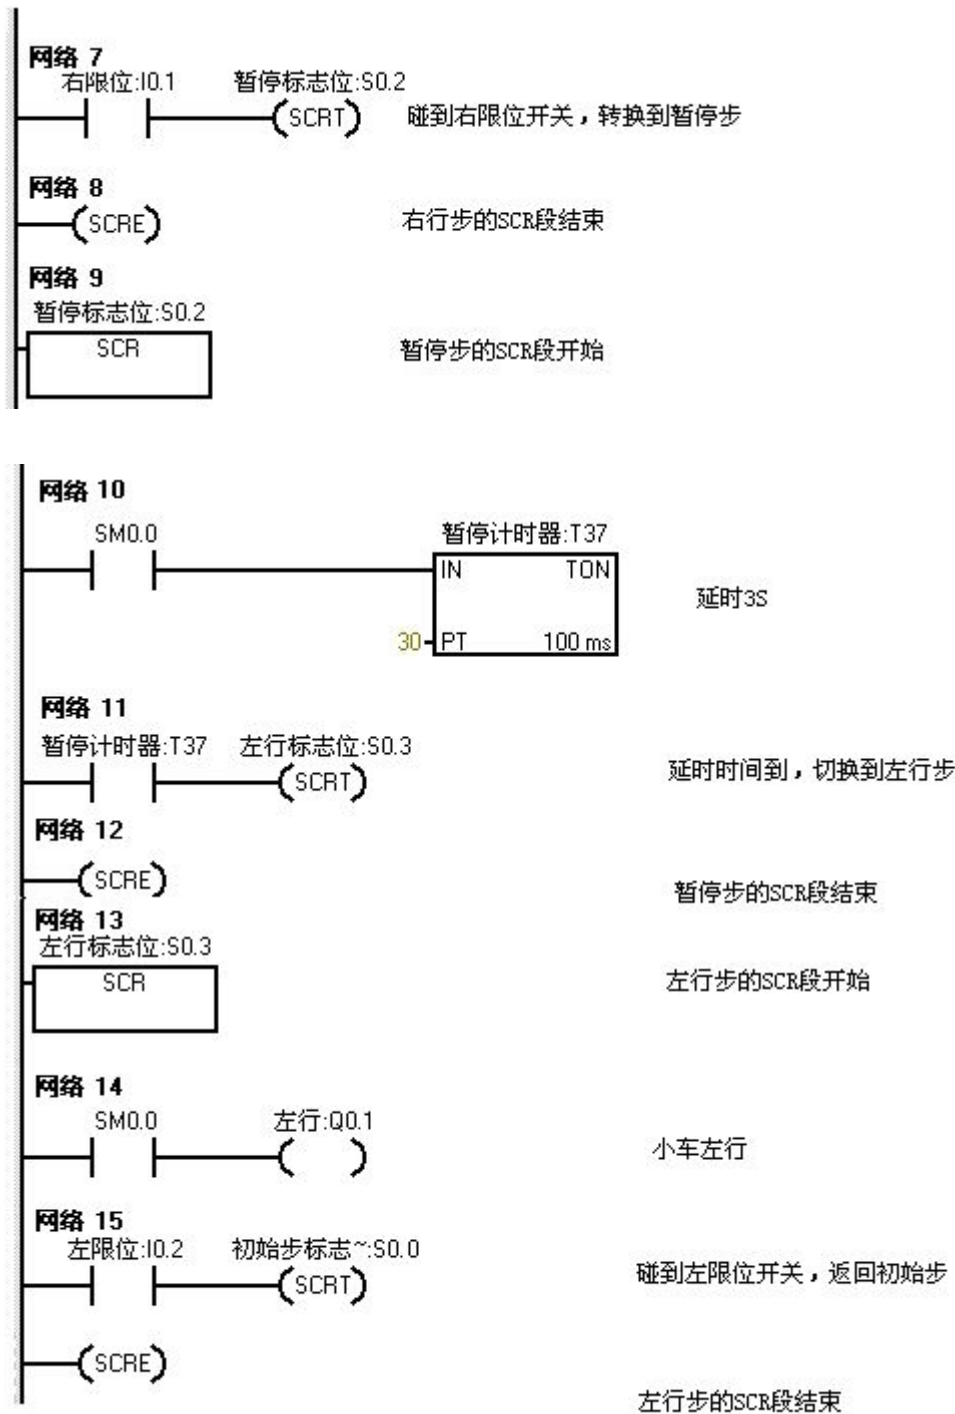 网络 7
右限位:I0.1 暂停标志位:S0.2
(SCRT) 碰到右限位开关，转换到暂停步
网络 8
(SCRE) 右行步的SCR段结束
网络 9
暂停标志位:S0.2
SCR 暂停步的SCR段开始
网络 10
SM0.0 暂停计时器:T37
IN TON
延时3S
30 PT 100 ms
网络 11
暂停计时器:T37 左行标志位:S0.3
(SCRT) 延时时间到，切换到左行步
网络 12
(SCRE) 暂停步的SCR段结束
网络 13
左行标志位:S0.3
SCR 左行步的SCR段开始
网络 14
SM0.0 左行:Q0.1
( ) 小车左行
网络 15
左限位:I0.2 初始步标志~:S0.0
(SCRT) 碰到左限位开关，返回初始步
(SCRE)
左行步的SCR段结束